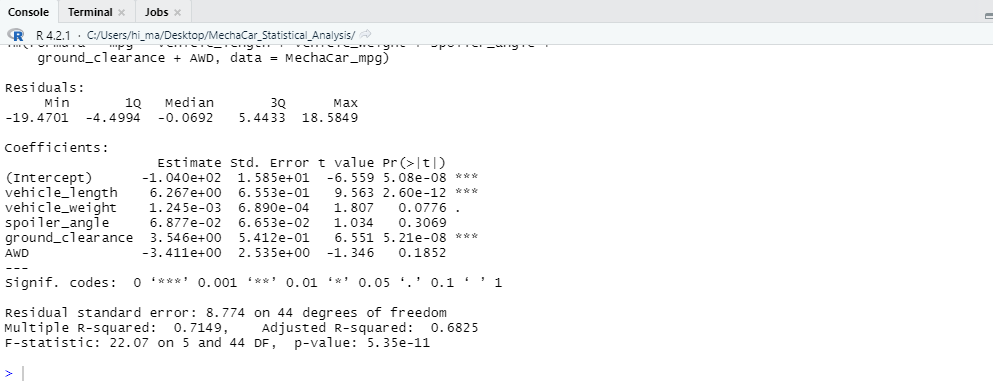 Console Terminal × Jobs ×
R R 4.2.1 · C:/Users/hi_ma/Desktop/MechaCar_Statistical_Analysis/
lm(formula = mpg ~ vehicle_length + vehicle_weight + spoiler_angle +
    ground_clearance + AWD, data = MechaCar_mpg)
Residuals:
     Min       1Q   Median       3Q      Max
-19.4701  -4.4994  -0.0692   5.4433  18.5849
Coefficients:
                   Estimate Std. Error t value Pr(>|t|)
(Intercept)      -1.040e+02  1.585e+01  -6.559 5.08e-08 ***
vehicle_length    6.267e+00  6.553e-01   9.563 2.60e-12 ***
vehicle_weight    1.245e-03  6.890e-04   1.807   0.0776 .
spoiler_angle     6.877e-02  6.653e-02   1.034   0.3069
ground_clearance  3.546e+00  5.412e-01   6.551 5.21e-08 ***
AWD              -3.411e+00  2.535e+00  -1.346   0.1852
---
Signif. codes:  0 ‘***’ 0.001 ‘**’ 0.01 ‘*’ 0.05 ‘.’ 0.1 ‘ ’ 1
Residual standard error: 8.774 on 44 degrees of freedom
Multiple R-squared:  0.7149,    Adjusted R-squared:  0.6825
F-statistic: 22.07 on 5 and 44 DF,  p-value: 5.35e-11
>